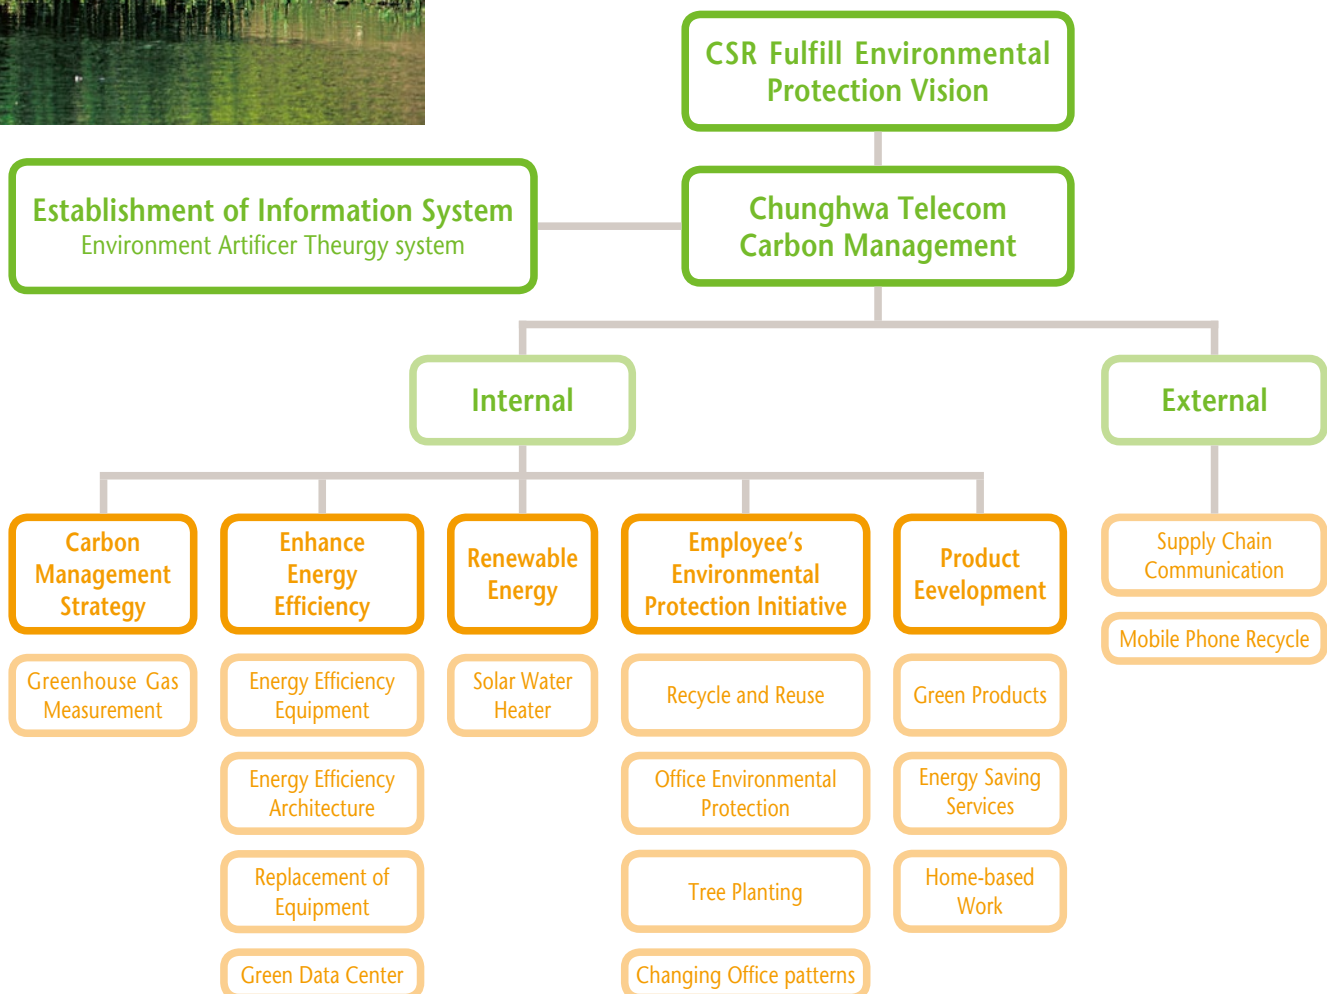 CSR Fulfill Environmental
Protection Vision
Establishment of Information System
Environment Artificer Theurgy system
Chunghwa Telecom
Carbon Management
Internal
External
Carbon
Management
Strategy
Greenhouse Gas
Measurement
Enhance
Energy
Efficiency
Energy Efficiency
Equipment
Energy Efficiency
Architecture
Replacement of
Equipment
Green Data Center
Renewable
Energy
Solar Water
Heater
Employee’s
Environmental
Protection Initiative
Recycle and Reuse
Office Environmental
Protection
Tree Planting
Changing Office patterns
Product
Eevelopment
Green Products
Energy Saving
Services
Home-based
Work
Supply Chain
Communication
Mobile Phone Recycle